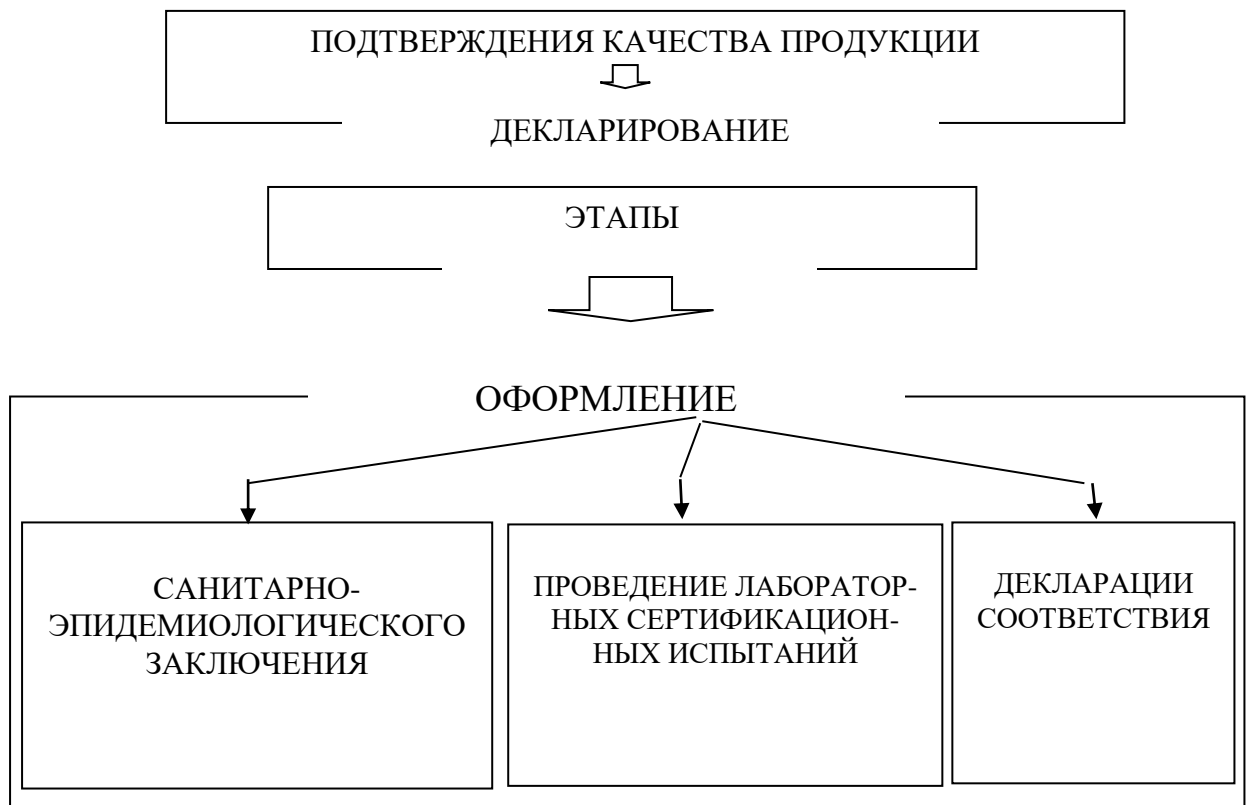 ПОДТВЕРЖДЕНИЯ КАЧЕСТВА ПРОДУКЦИИ
ДЕКЛАРИРОВАНИЕ
ЭТАПЫ
ОФОРМЛЕНИЕ
САНИТАРНО-
ЭПИДЕМИОЛОГИЧЕСКОГО
ЗАКЛЮЧЕНИЯ
ПРОВЕДЕНИЕ ЛАБОРАТОР-
НЫХ СЕРТИФИКАЦИОН-
НЫХ ИСПЫТАНИЙ
ДЕКЛАРАЦИИ
СООТВЕТСТВИЯ